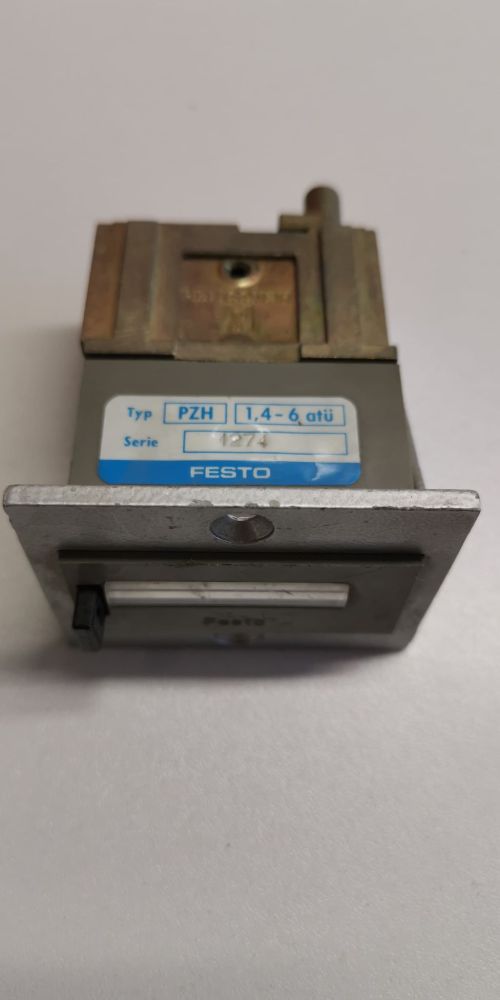 Typ PZH 1,4-6 atü
Serie 1274
FESTO
Festo